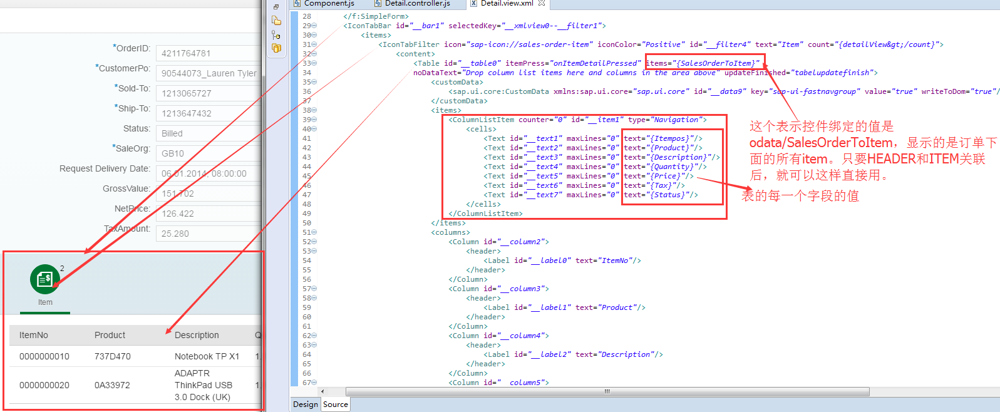 *OrderID:
4211764781
*CustomerPo:
90544073_Lauren Tyler
*Sold-To:
1213065727
*Ship-To:
1213647432
Status:
Billed
*SaleOrg:
GB10
Request Delivery Date:
06.01.2014, 08:00:00
GrossValue:
151.702
NetPrice:
126.422
TaxAmount:
25.280
2
Item
ItemNo Product Description Q
0000000010 737D470 Notebook TP X1 1.
0000000020 0A33972 ADAPTR ThinkPad USB 3.0 Dock (UK) 1.
Component.js Detail.controller.js Detail.view.xml
28 </f:SimpleForm>
29 <IconTabBar id="__bar1" selectedKey="__xmlview0--__filter1">
30 <items>
31 <IconTabFilter icon="sap-icon://sales-order-item" iconColor="Positive" id="__filter4" text="Item" count="{detailView&gt;/count}">
32 <content>
33 <Table id="__table0" itemPress="onItemDetailPressed" items="{SalesOrderToItem}"
34 noDataText="Drop column list items here and columns in the area above" updateFinished="tabelupdatefinish">
35 <customData>
36 <sap.ui.core:CustomData xmlns:sap.ui.core="sap.ui.core" id="__data9" key="sap-ui-fastnavgroup" value="true" writeToDom="true"/
37 </customData>
38 <items>
39 <ColumnListItem counter="0" id="__item1" type="Navigation">
40 <cells>
41 <Text id="__text1" maxLines="0" text="{Itempos}"/>
42 <Text id="__text2" maxLines="0" text="{Product}"/>
43 <Text id="__text3" maxLines="0" text="{Description}"/>
44 <Text id="__text4" maxLines="0" text="{Quantity}"/>
45 <Text id="__text5" maxLines="0" text="{Price}"/>
46 <Text id="__text6" maxLines="0" text="{Tax}"/>
47 <Text id="__text7" maxLines="0" text="{Status}"/>
48 </cells>
49 </ColumnListItem>
50 </items>
51 <columns>
52 <Column id="__column2">
53 <header>
54 <Label id="__label0" text="ItemNo"/>
55 </header>
56 </Column>
57 <Column id="__column3">
58 <header>
59 <Label id="__label1" text="Product"/>
60 </header>
61 </Column>
62 <Column id="__column4">
63 <header>
64 <Label id="__label2" text="Description"/>
65 </header>
66 </Column>
67 <Column id="__column5">
这个表示控件绑定的值是
odata/SalesOrderToItem，显示的是订单下
面的所有item。只要HEADER和ITEM关联
后，就可以这样直接用。
表的每一个字段的值
Design Source